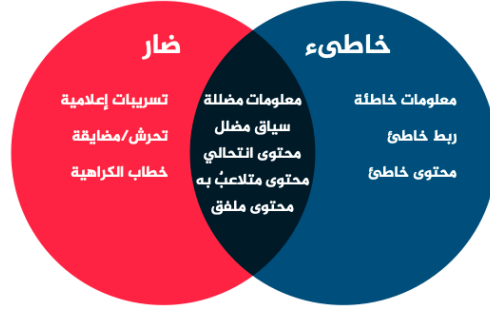 خاطىء
معلومات خاطئة
ربط خاطئ
محتوى خاطئ
معلومات مضللة
سياق مضلل
محتوى انتحالي
محتوى متلاعبُ به
محتوى ملفق
ضار
تسريبات إعلامية
تحرش/مضايقة
خطاب الكراهية